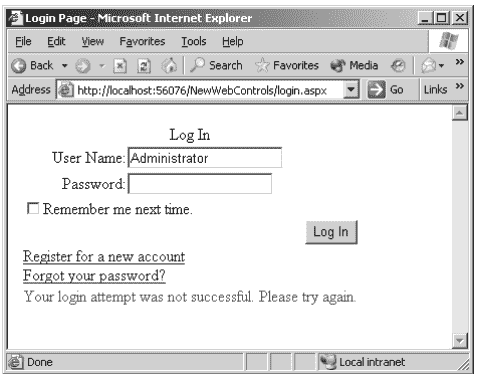 Login Page - Microsoft Internet Explorer
File Edit View Favorites Tools Help
Back Search Favorites Media
Address http://localhost:56076/NewWebControls/login.aspx Go Links »
Log In
User Name: Administrator
Password:
Remember me next time.
Log In
Register for a new account
Forgot your password?
Your login attempt was not successful. Please try again.
Done Local intranet